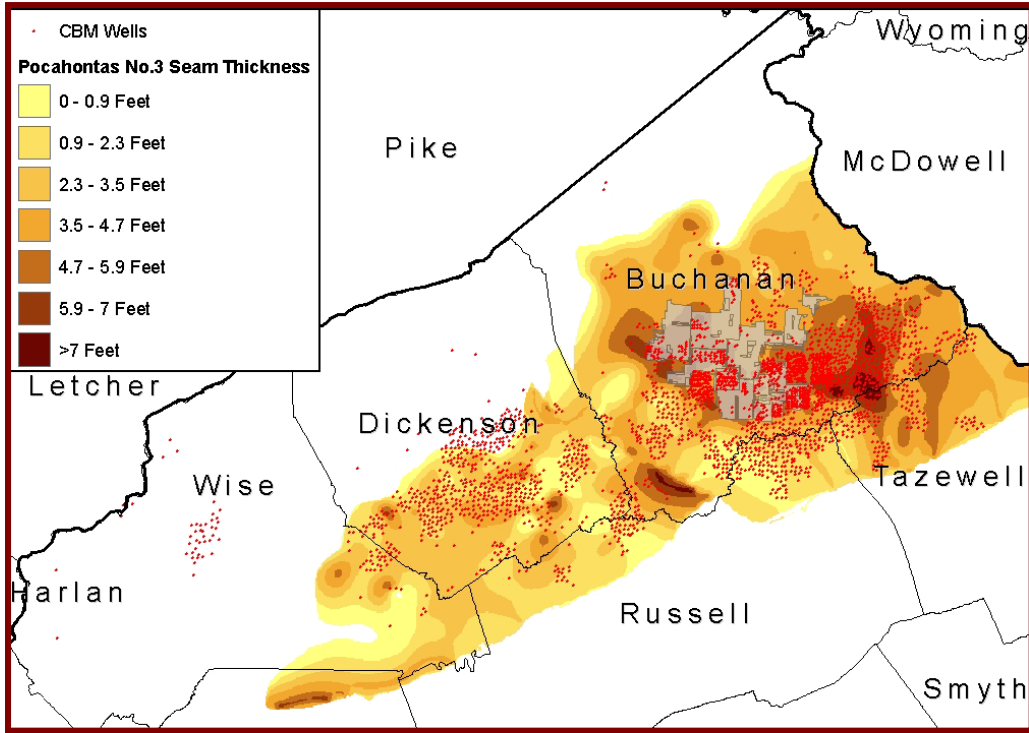 CBM Wells
Pocahontas No.3 Seam Thickness
0 - 0.9 Feet
0.9 - 2.3 Feet
2.3 - 3.5 Feet
3.5 - 4.7 Feet
4.7 - 5.9 Feet
5.9 - 7 Feet
>7 Feet
Wyoming
Pike
McDowell
Buchanan
Letcher
Dickenson
Wise
Tazewell
Harlan
Russell
Smyth